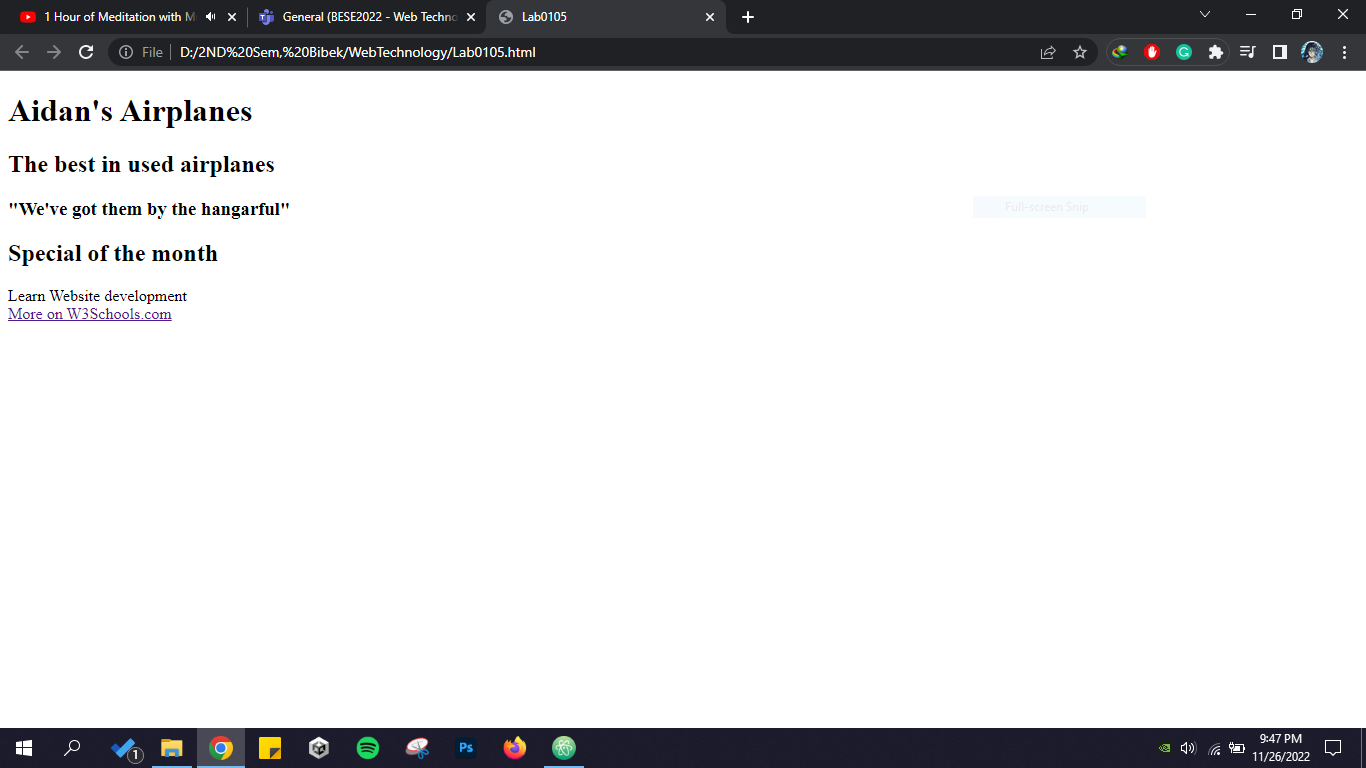 1 Hour of Meditation with M
General (BESE2022 - Web Techno
Lab0105
File
D:/2ND%20Sem,%20Bibek/WebTechnology/Lab0105.html
Aidan's Airplanes
The best in used airplanes
"We've got them by the hangarful"
Full-screen Snip
Special of the month
Learn Website development
More on W3Schools.com
1
Ps
9:47 PM
11/26/2022